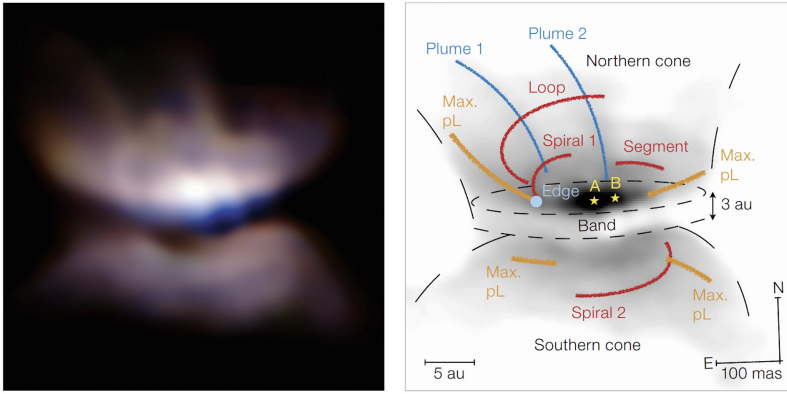 Plume 2
Plume 1
Northern cone
Loop
Max.
pL
Spiral 1
Segment
Max.
pL
Edge
A
B
3 au
Band
Max.
pL
Max.
pL
Spiral 2
Southern cone
N
E
5 au
100 mas